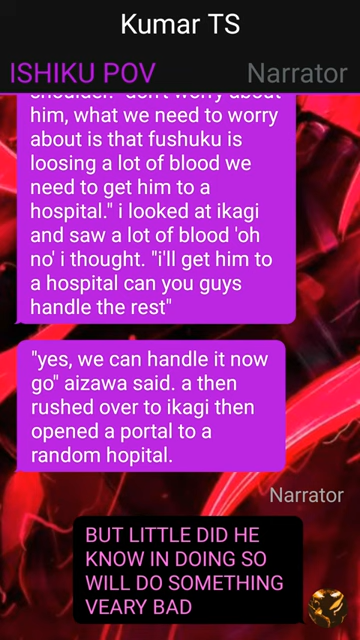 Kumar TS
ISHIKU POV
Narrator
shoulder. "don't worry about
him, what we need to worry
about is that fushuku is
loosing a lot of blood we
need to get him to a
hospital." i looked at ikagi
and saw a lot of blood 'oh
no' i thought. "i'll get him to
a hospital can you guys
handle the rest"
"yes, we can handle it now
go" aizawa said. a then
rushed over to ikagi then
opened a portal to a
random hopital.
Narrator
BUT LITTLE DID HE
KNOW IN DOING SO
WILL DO SOMETHING
VEARY BAD